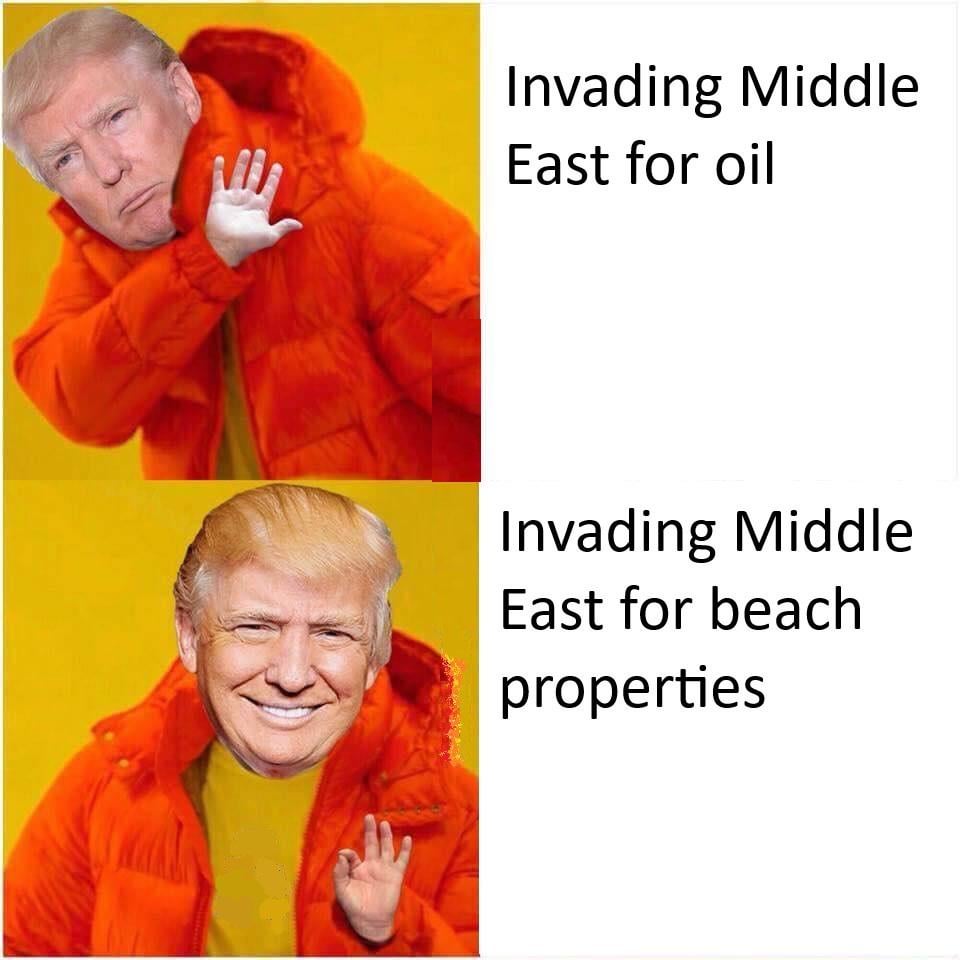 Invading Middle
East for oil
Invading Middle
East for beach
properties